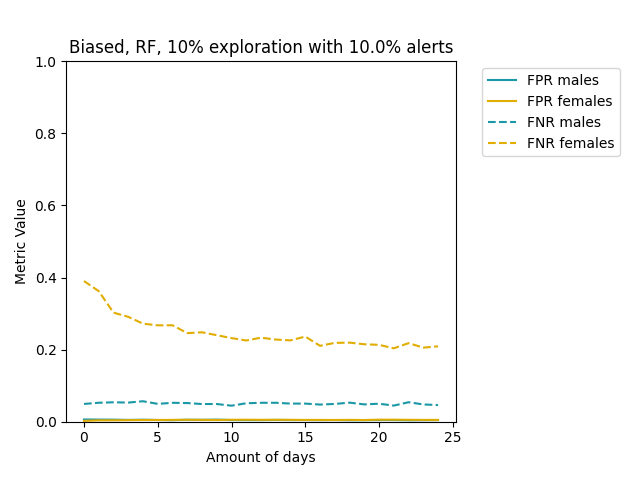 Biased, RF, 10% exploration with 10.0% alerts
1.0
0.8
0.6
0.4
0.2
0.0
Metric Value
0 5 10 15 20 25
Amount of days
FPR males
FPR females
FNR males
FNR females